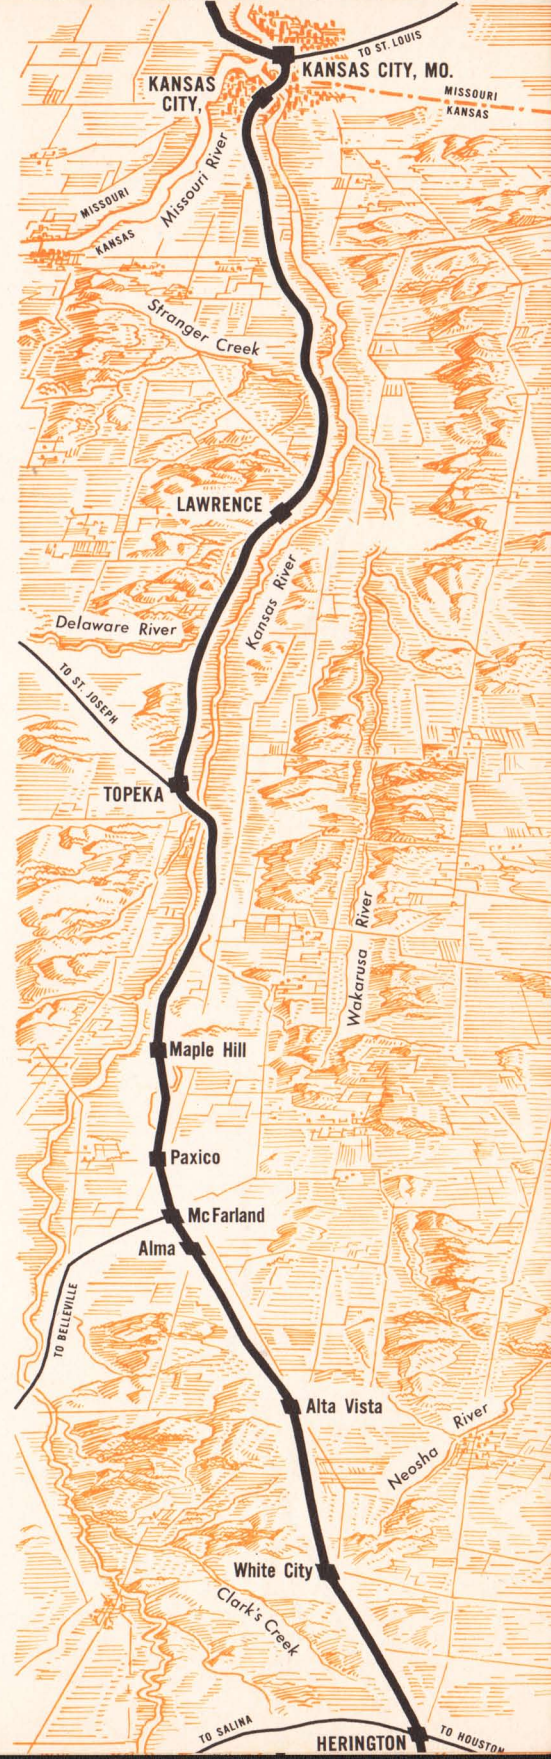 TO ST. LOUIS
KANSAS CITY, MO.
KANSAS
CITY,
MISSOURI
KANSAS
Missouri River
MISSOURI
KANSAS
Stranger Creek
LAWRENCE
Kansas River
Delaware River
TO ST. JOSEPH
TOPEKA
Wakarusa River
Maple Hill
Paxico
McFarland
Alma
TO BELLEVILLE
Alta Vista
Neosha River
White City
Clark's Creek
TO SALINA
HERINGTON
TO HOUSTON